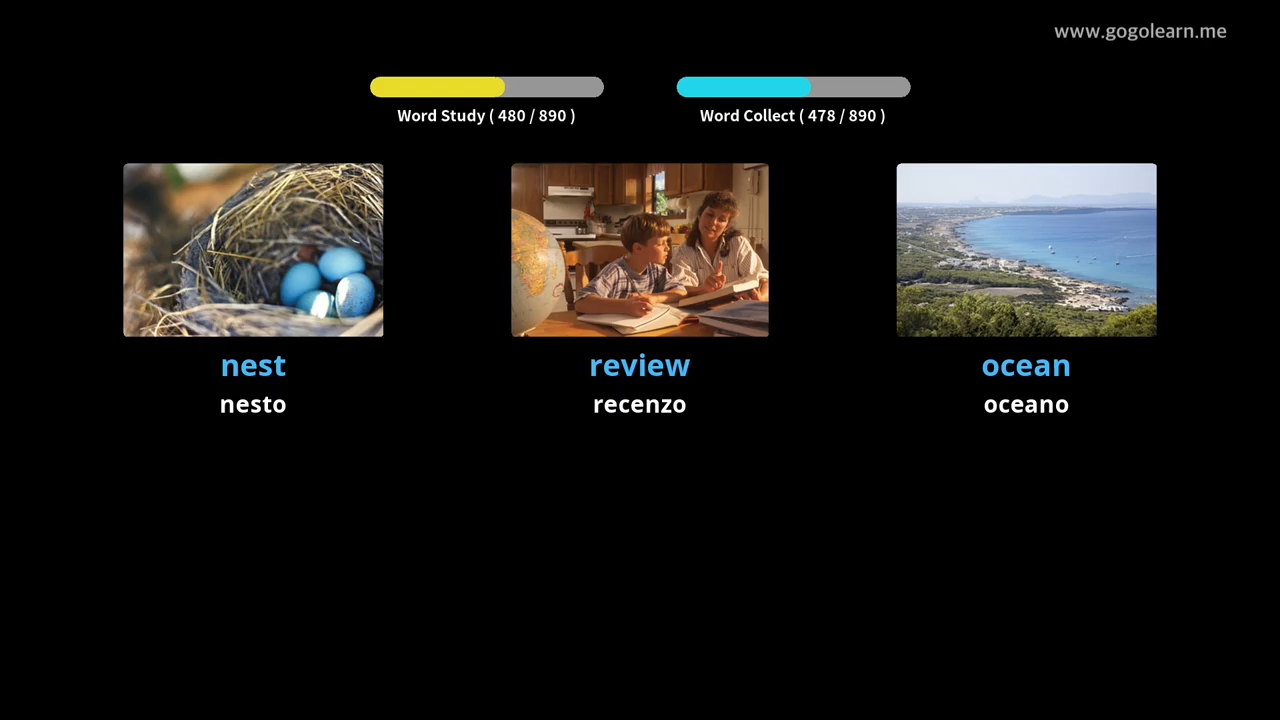 www.gogolearn.me
Word Study ( 480 / 890 )
Word Collect ( 478 / 890 )
nest
nesto
review
recenzo
ocean
oceano